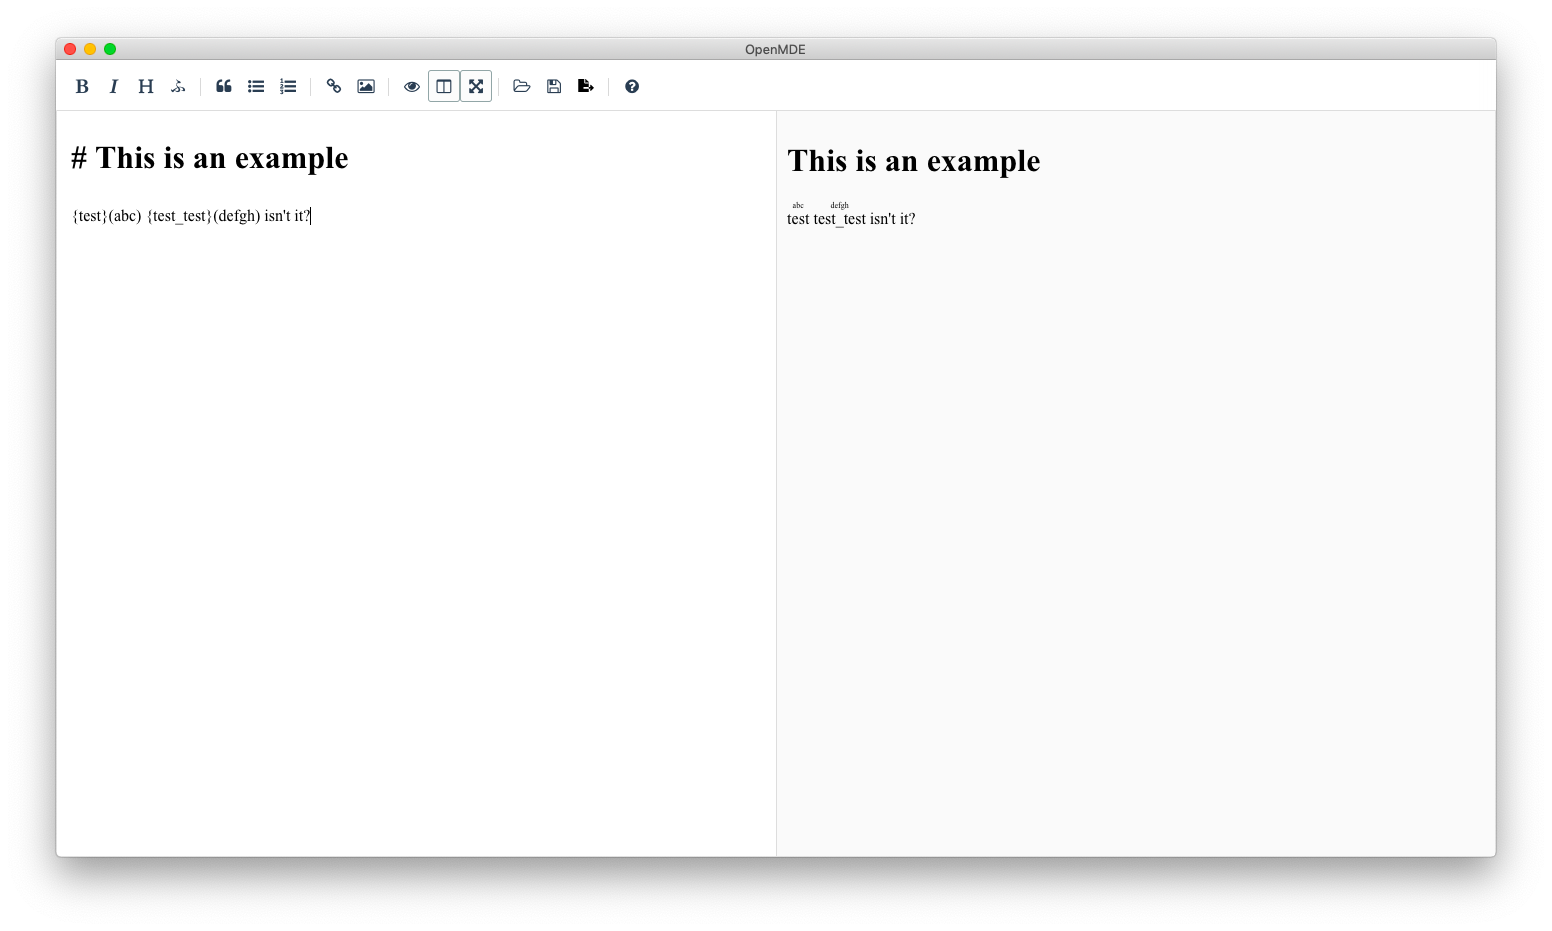 OpenMDE
B I H
# This is an example
{test}(abc) {test_test}(defgh) isn't it?
This is an example
abc defgh
test test_test isn't it?